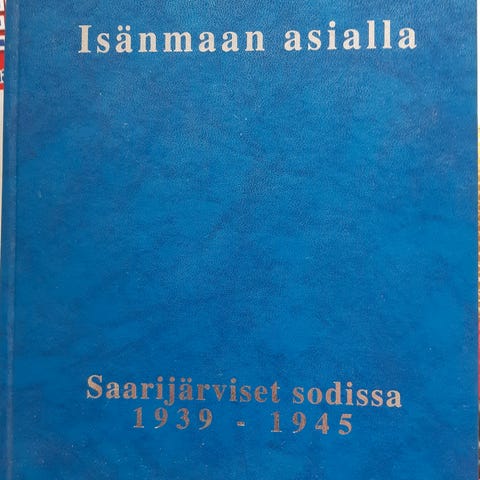 Isänmaan asialla
Saarijärviset sodissa
1939 - 1945